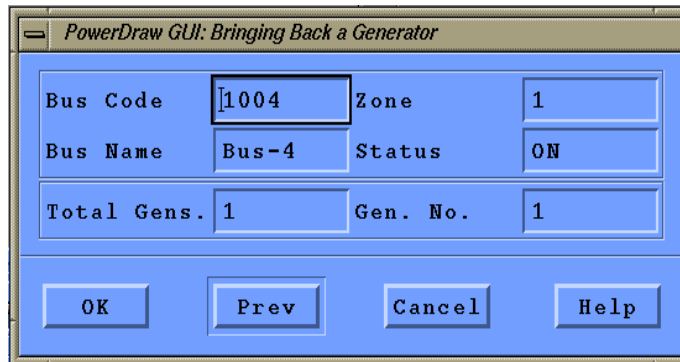 PowerDraw GUI: Bringing Back a Generator
Bus Code 1004 Zone 1
Bus Name Bus-4 Status ON
Total Gens. 1 Gen. No. 1
OK Prev Cancel Help